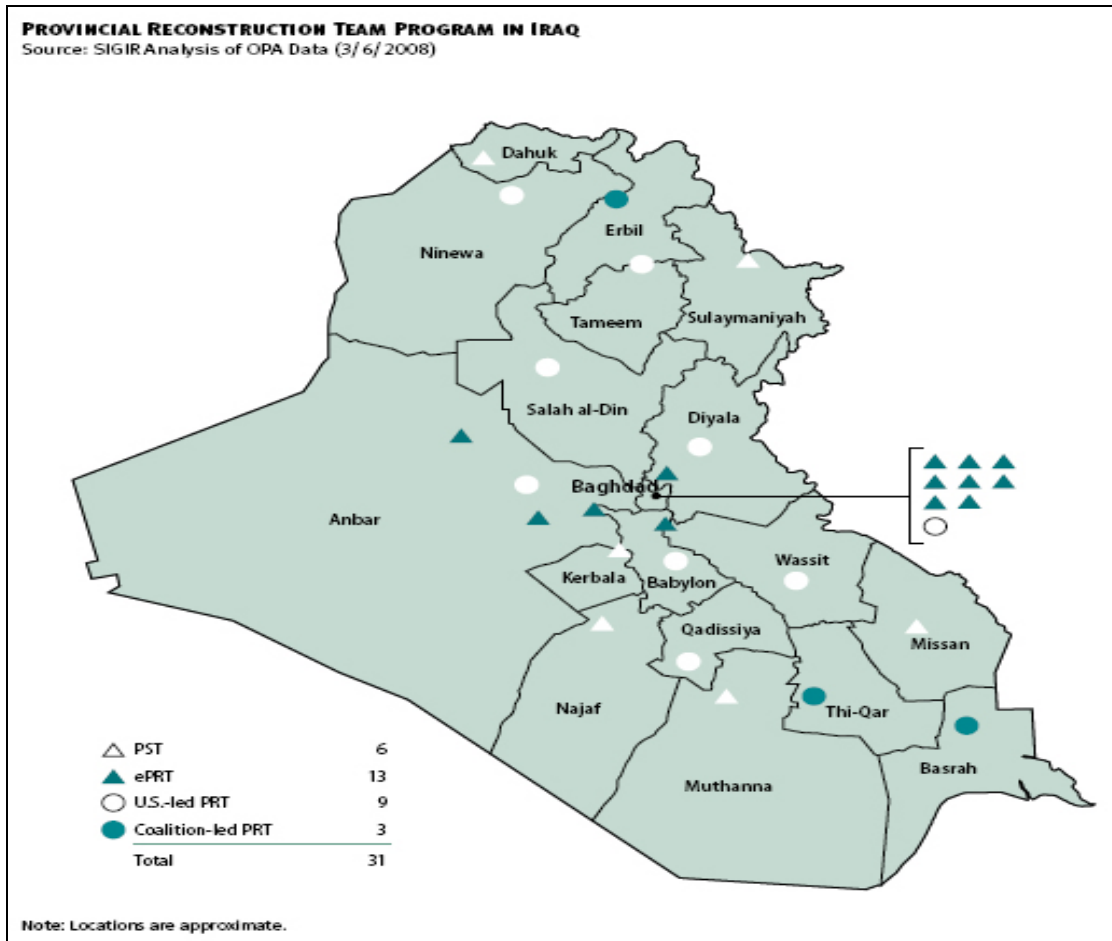 PROVINCIAL RECONSTRUCTION TEAM PROGRAM IN IRAQ
Source: SIGIR Analysis of OPA Data (3/6/2008)
Dahuk
Erbil
Ninewa
Tameem
Sulaymaniyah
Salah al-Din
Diyala
Baghdad
Anbar
Wassit
Kerbala
Babylon
Qadissiya
Missan
Najaf
Thi-Qar
Basrah
Muthanna
PST 6
ePRT 13
U.S.-led PRT 9
Coalition-led PRT 3
Total 31
Note: Locations are approximate.